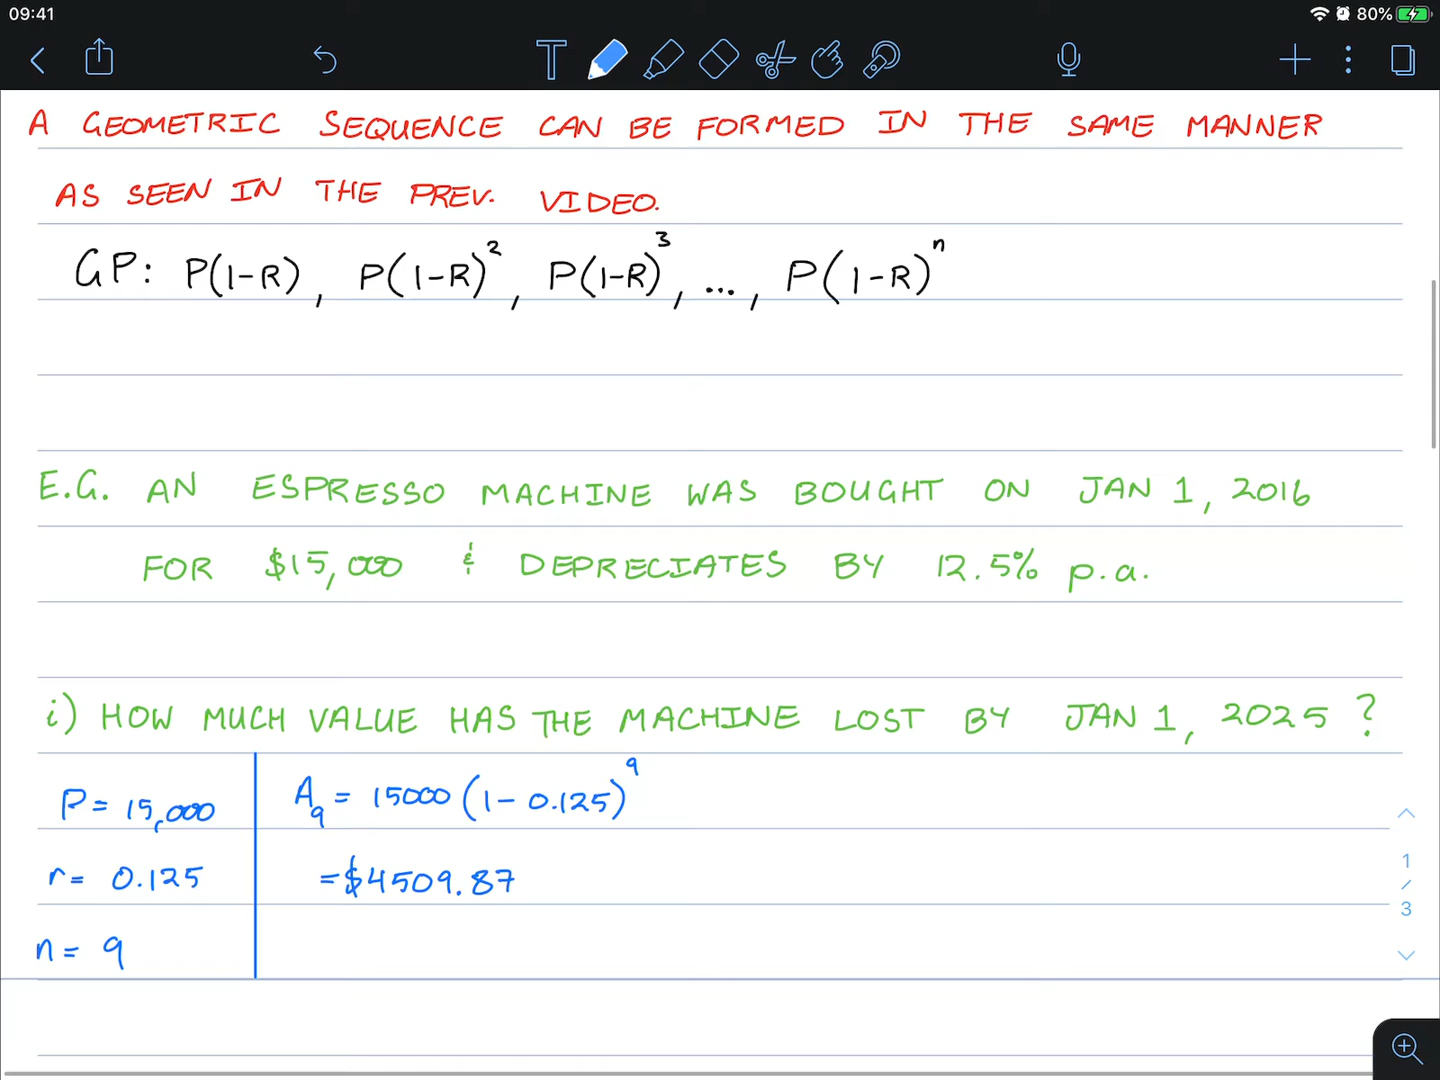 09:41 80%
A GEOMETRIC SEQUENCE CAN BE FORMED IN THE SAME MANNER
AS SEEN IN THE PREV. VIDEO.
GP: P(1-R), P(1-R)², P(1-R)³, ..., P(1-R)ⁿ
E.G. AN ESPRESSO MACHINE WAS BOUGHT ON JAN 1, 2016
FOR $15,000 & DEPRECIATES BY 12.5% p.a.
i) HOW MUCH VALUE HAS THE MACHINE LOST BY JAN 1, 2025?
P = 15,000
r = 0.125
n = 9
A₉ = 15000(1 - 0.125)⁹
= $4509.87
1
/
3